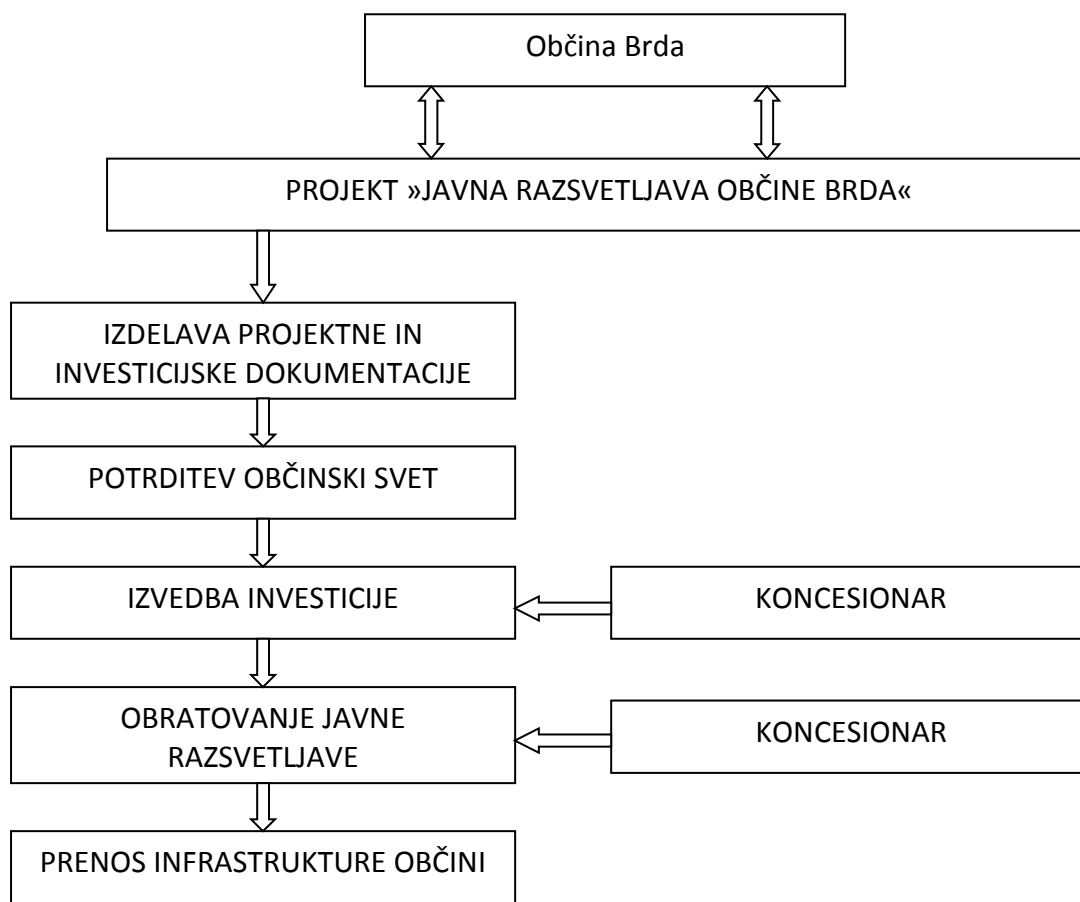 Občina Brda
PROJEKT »JAVNA RAZSVETLJAVA OBČINE BRDA«
IZDELAVA PROJEKTNE IN
INVESTICIJSKE DOKUMENTACIJE
POTRDITEV OBČINSKI SVET
IZVEDBA INVESTICIJE
KONCESIONAR
OBRATOVANJE JAVNE
RAZSVETLJAVE
KONCESIONAR
PRENOS INFRASTRUKTURE OBČINI